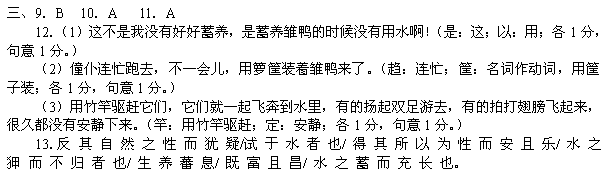 三、9．B　10．A　11．A
12.（1）这不是我没有好好蓄养，是蓄养雏鸭的时候没有用水啊！（是：这；以：用；各 1 分，
句意 1 分。）
（2）僮仆连忙跑去，不一会儿，用箩筐装着雏鸭来了。（趋：连忙；筐：名词作动词，用筐
子装；各 1 分，句意 1 分。）
（3）用竹竿驱赶它们，它们就一起飞奔到水里，有的扬起双足游去，有的拍打翅膀飞起来，
很久都没有安静下来。（竿：用竹竿驱赶；定：安静；各 1 分，句意 1 分。）
13.反 其 自 然 之 性 而 犹 疑/试 于 水 者 也/ 得 其 所 以 为 性 而 安 且 乐/ 水 之
狎 而 不 归 者 也/ 生 养 蕃 息/ 既 富 且 昌/ 水 之 蓄 而 充 长 也。